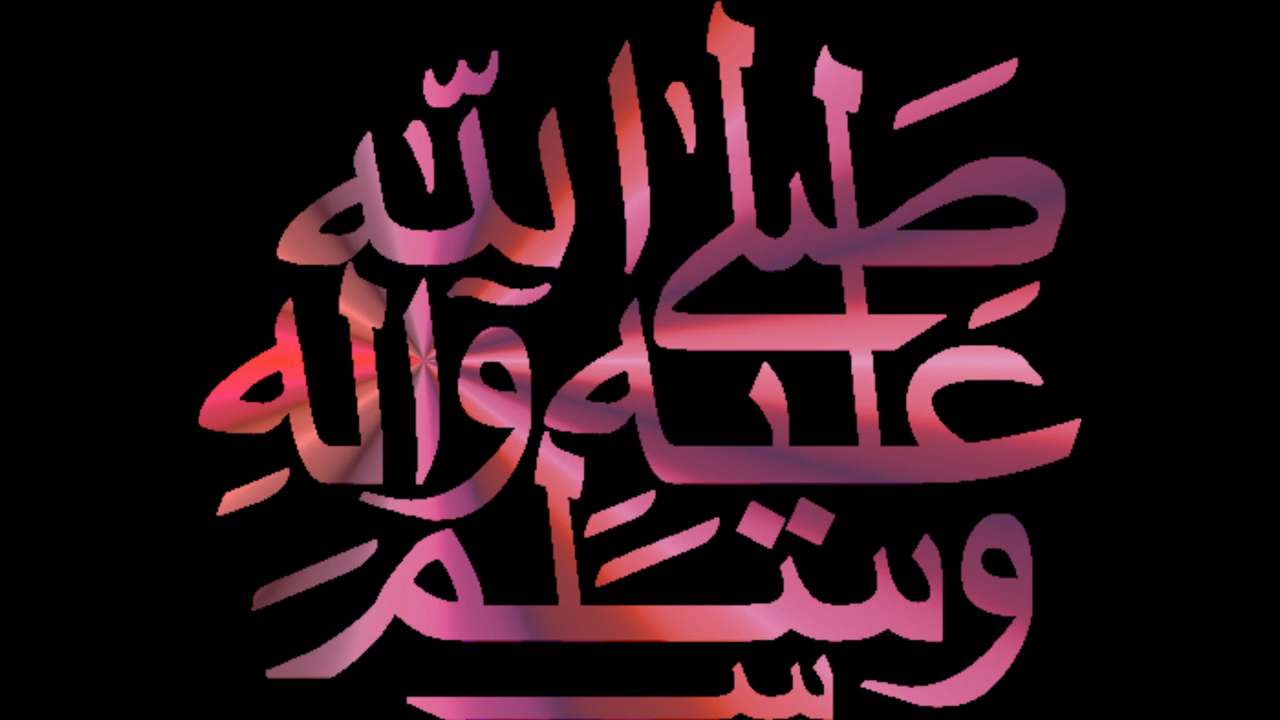 صَلَّى اللّٰه
عَلَيْهِ وَآلِهِ
وَسَلَّمَ